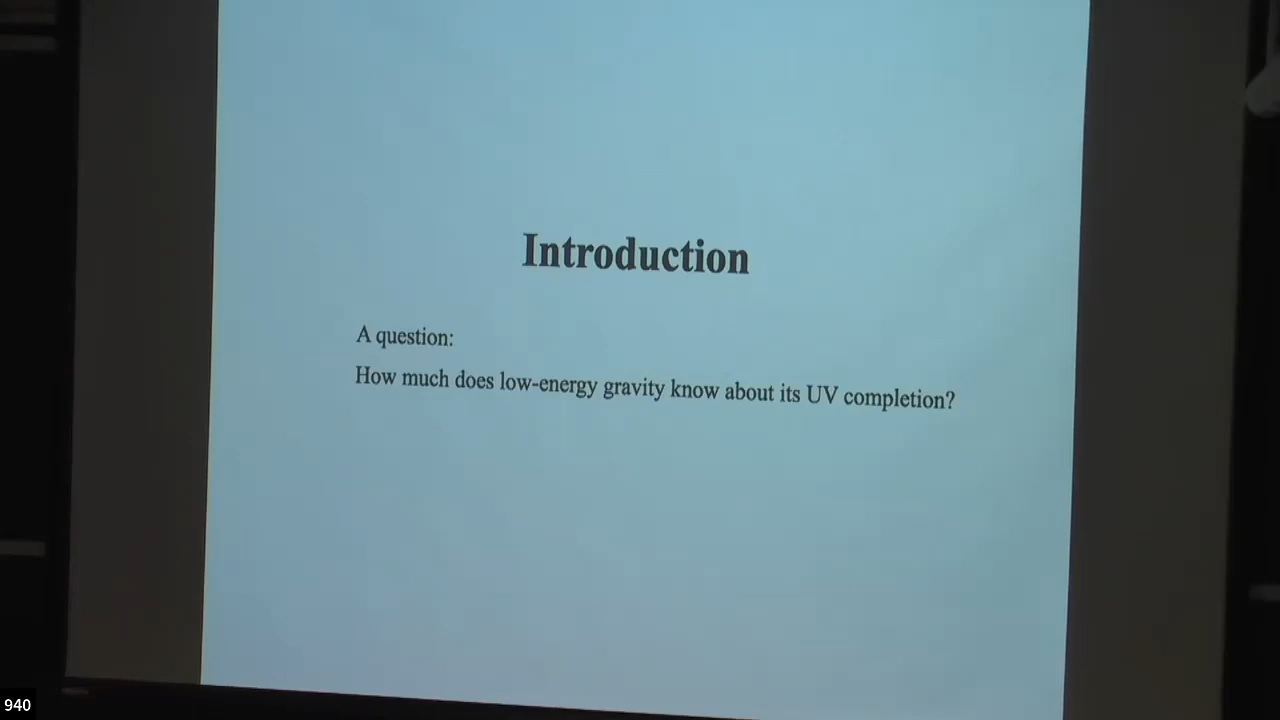 Introduction
A question:
How much does low-energy gravity know about its UV completion?
940